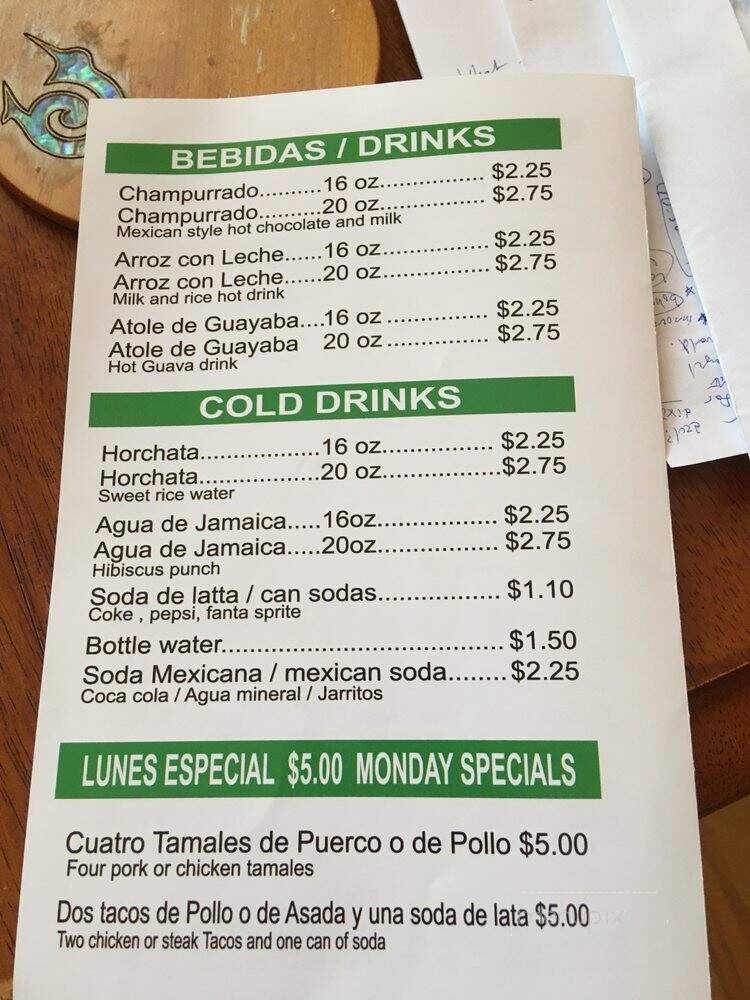 BEBIDAS / DRINKS
Champurrado..........16 oz................ $2.25
Champurrado..........20 oz................ $2.75
Mexican style hot chocolate and milk
Arroz con Leche......16 oz................ $2.25
Arroz con Leche......20 oz................ $2.75
Milk and rice hot drink
Atole de Guayaba....16 oz ............... $2.25
Atole de Guayaba 20 oz ............... $2.75
Hot Guava drink
COLD DRINKS
Horchata...................16 oz................ $2.25
Horchata...................20 oz.................$2.75
Sweet rice water
Agua de Jamaica.....16oz................. $2.25
Agua de Jamaica.....20oz................. $2.75
Hibiscus punch
Soda de latta / can sodas................. $1.10
Coke , pepsi, fanta sprite
Bottle water........................................ $1.50
Soda Mexicana / mexican soda........ $2.25
Coca cola / Agua mineral / Jarritos
LUNES ESPECIAL $5.00 MONDAY SPECIALS
Cuatro Tamales de Puerco o de Pollo $5.00
Four pork or chicken tamales
Dos tacos de Pollo o de Asada y una soda de lata $5.00
Two chicken or steak Tacos and one can of soda